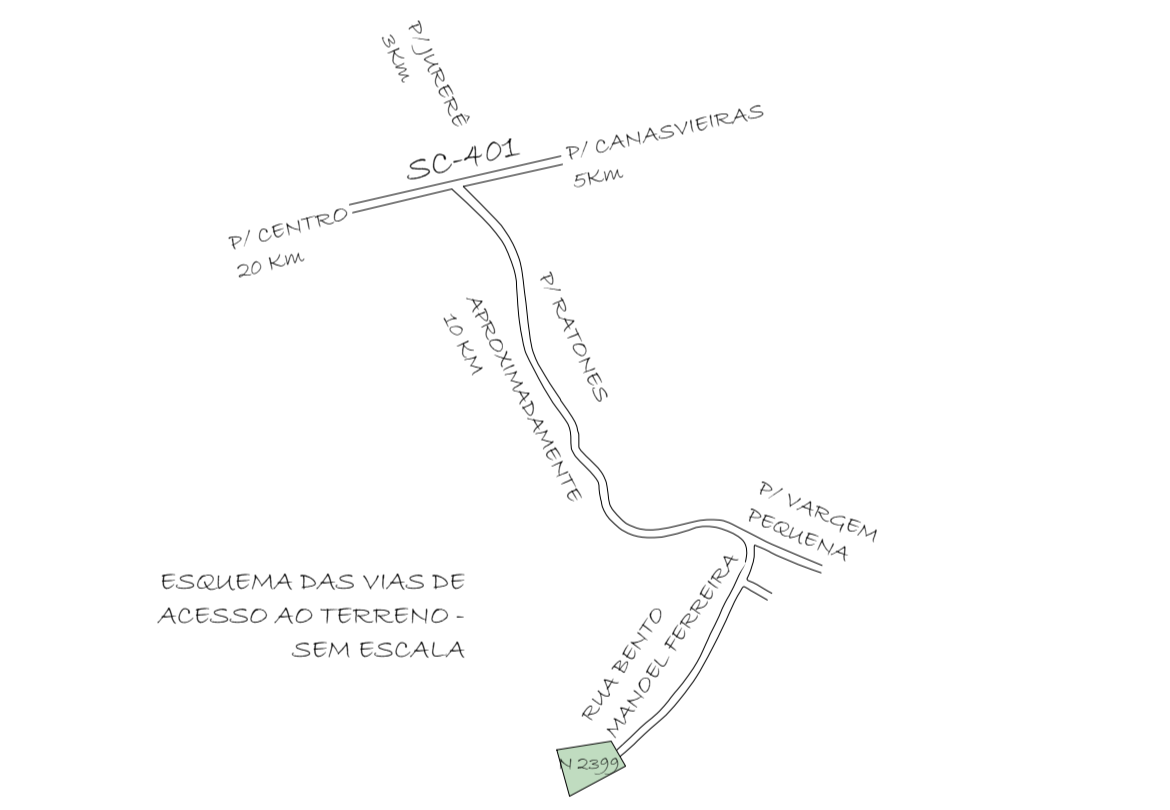 P/ JURERÊ
3Km
SC-401
P/ CANASVIEIRAS
5Km
P/ CENTRO
20 Km
P/ RATONES
APROXIMADAMENTE
10 KM
P/ VARGEM
PEQUENA
ESQUEMA DAS VIAS DE
ACESSO AO TERRENO -
SEM ESCALA
RUA BENTO
MANOEL FERREIRA
N 2399